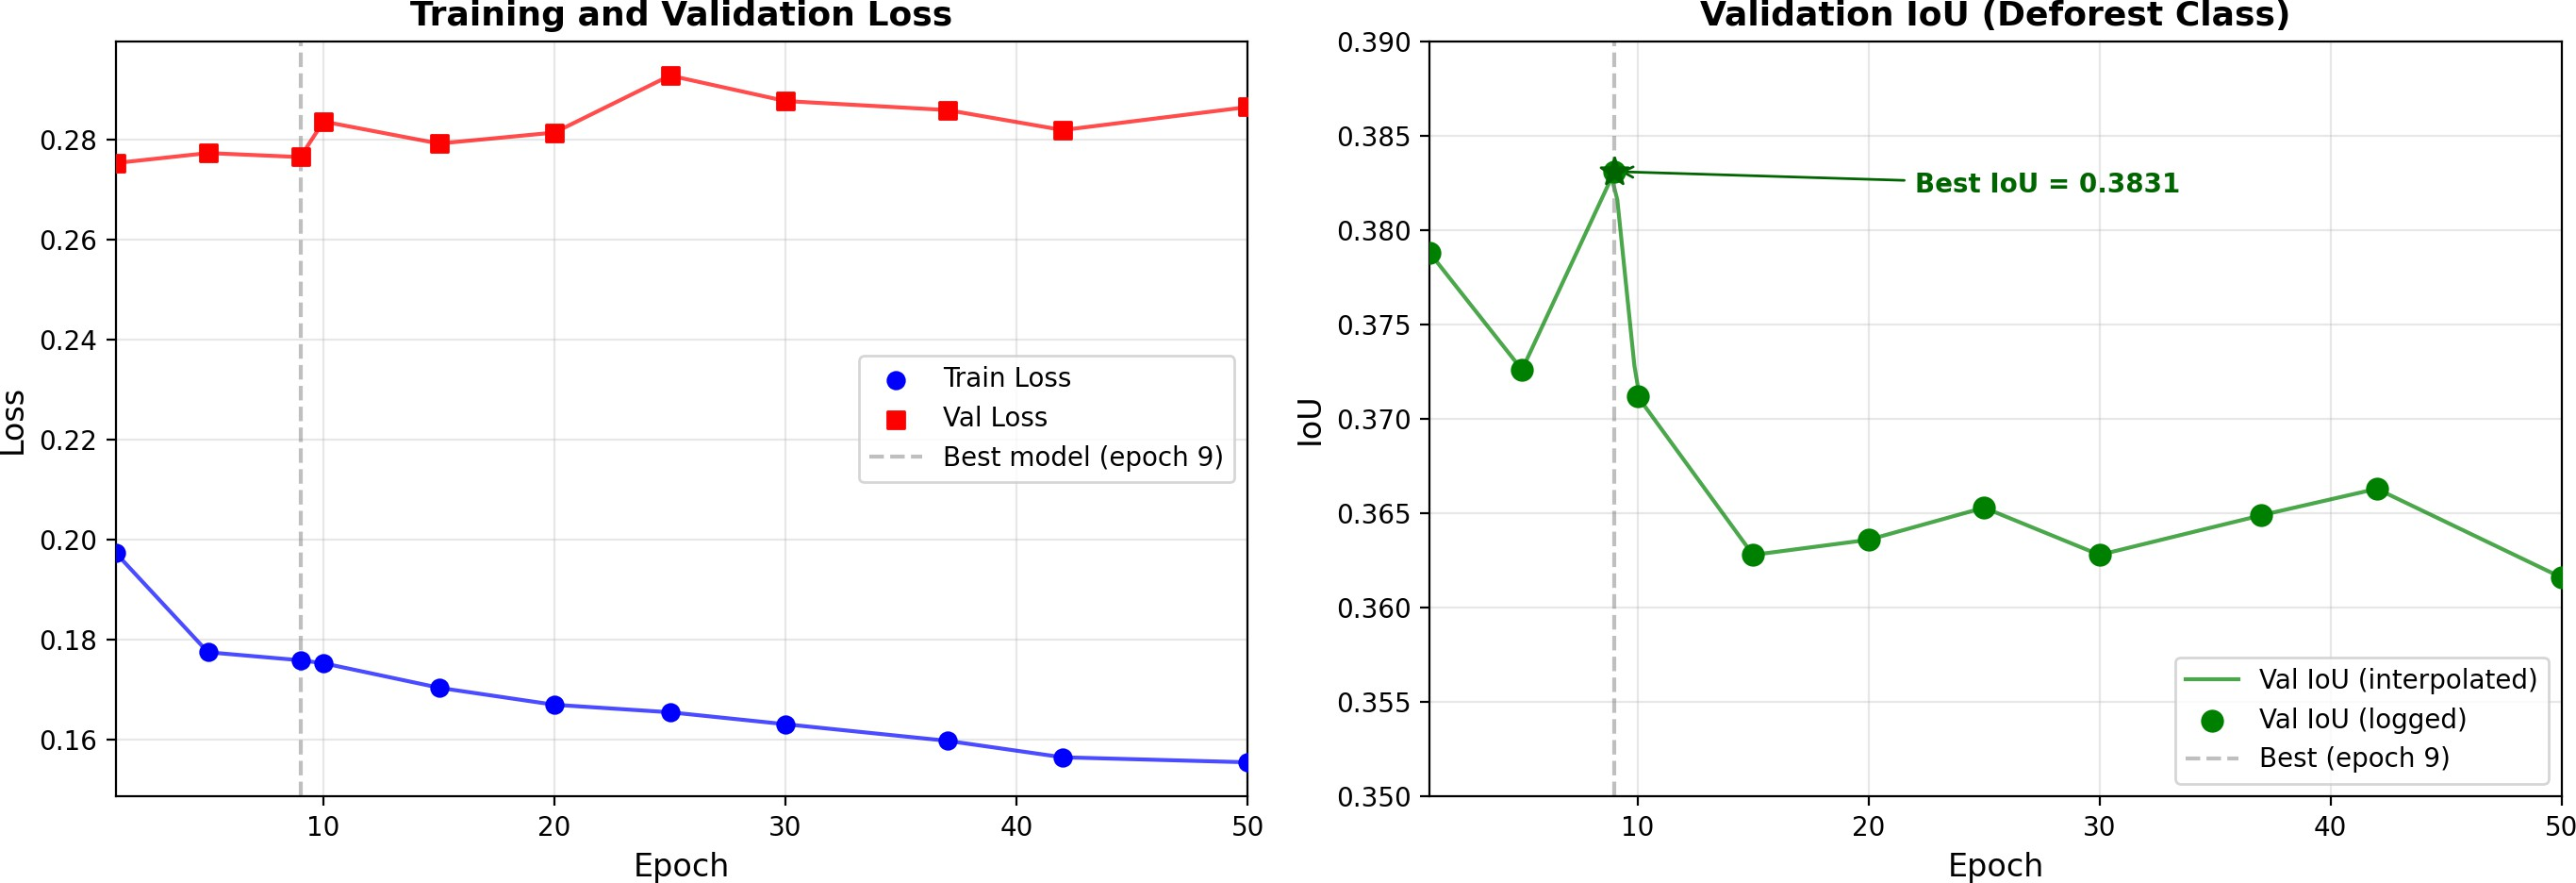 Training and Validation Loss
Loss
0.28
0.26
0.24
0.22
0.20
0.18
0.16
Train Loss
Val Loss
Best model (epoch 9)
10
20
30
40
50
Epoch
Validation IoU (Deforest Class)
IoU
0.390
0.385
0.380
0.375
0.370
0.365
0.360
0.355
0.350
Best IoU = 0.3831
Val IoU (interpolated)
Val IoU (logged)
Best (epoch 9)
10
20
30
40
50
Epoch